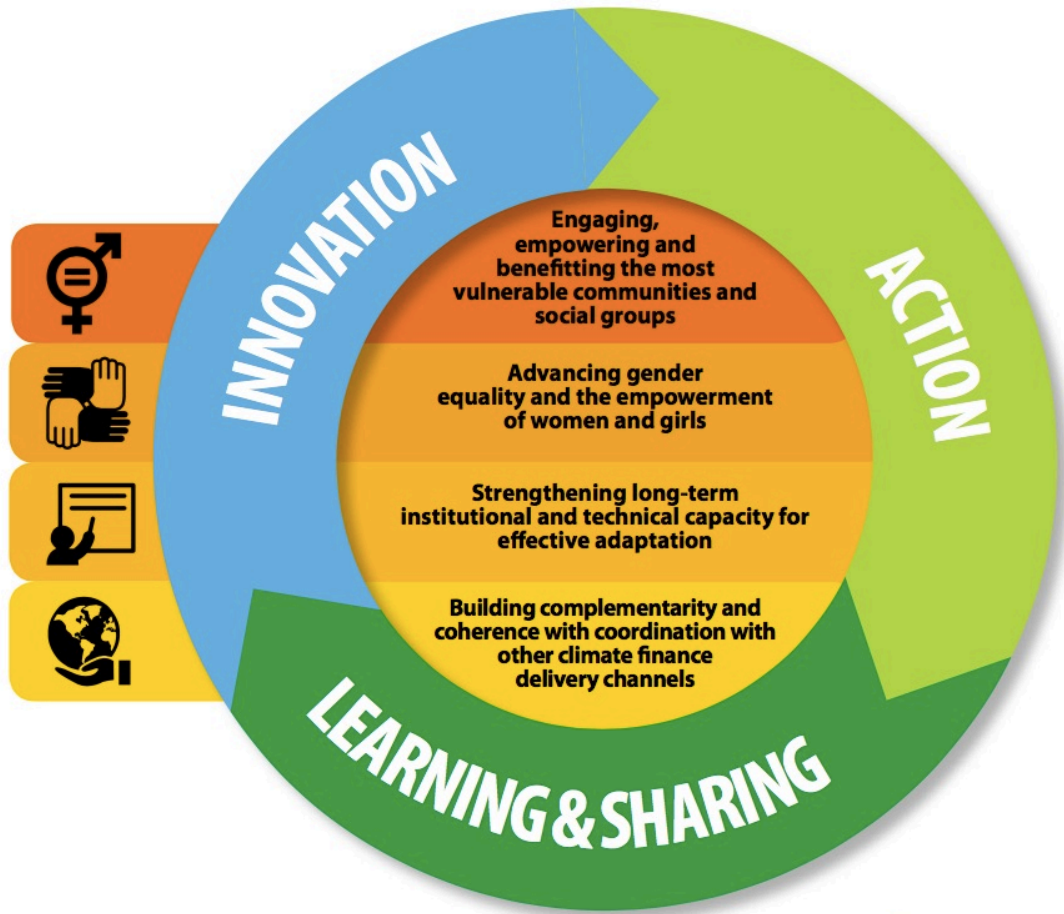 INNOVATION
ACTION
Engaging,
empowering and
benefitting the most
vulnerable communities and
social groups
Advancing gender
equality and the empowerment
of women and girls
Strengthening long-term
institutional and technical capacity for
effective adaptation
Building complementarity and
coherence with coordination with
other climate finance
delivery channels
LEARNING & SHARING